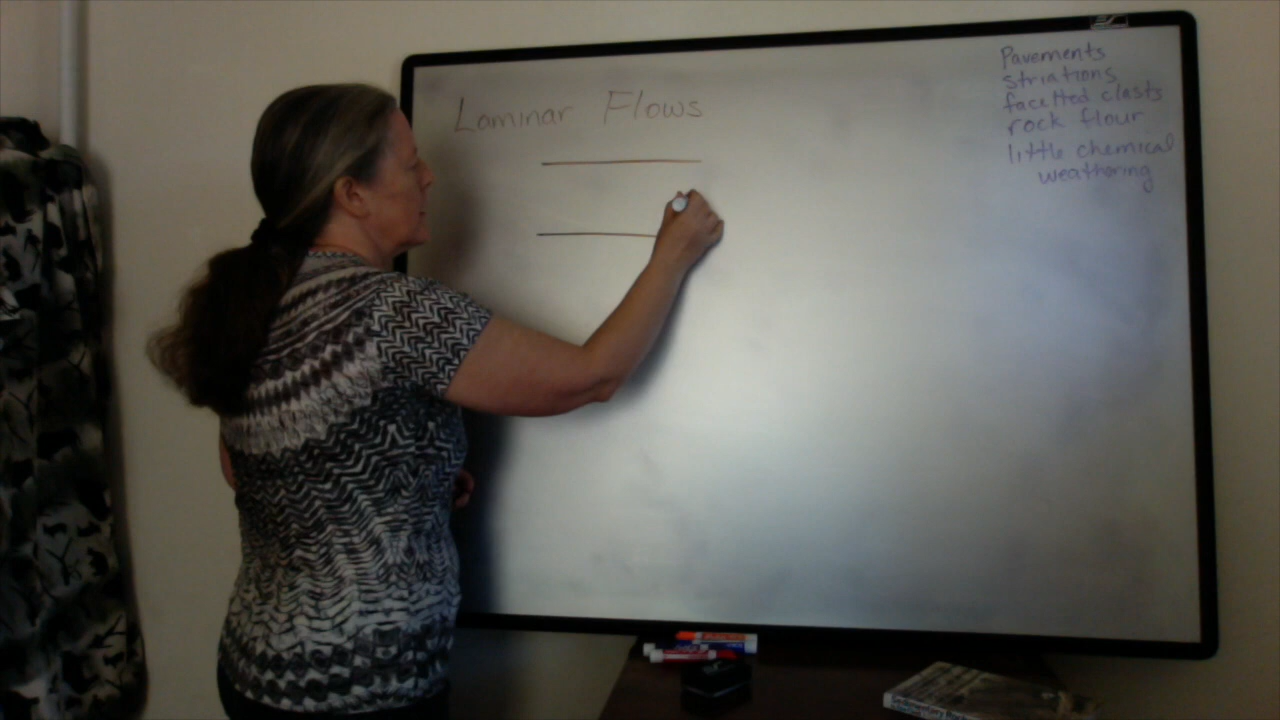 Laminar Flows
Pavements
striations
facetted clasts
rock flour
little chemical
weathering